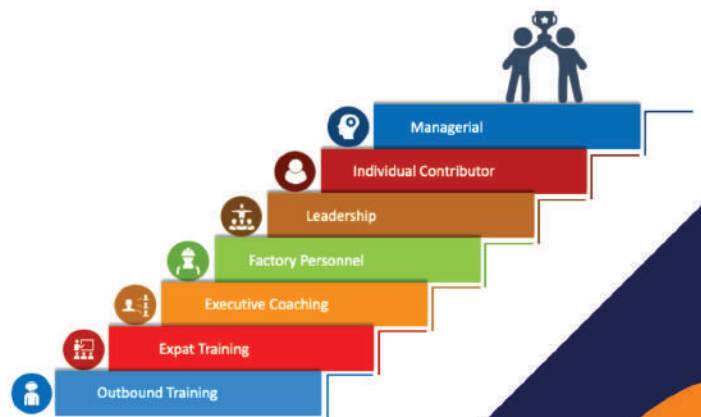 Managerial
Individual Contributor
Leadership
Factory Personnel
Executive Coaching
Expat Training
Outbound Training